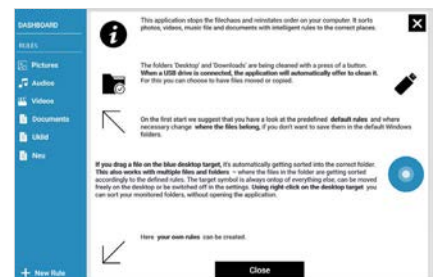 DASHBOARD
RULES
Pictures
Audios
Videos
Documents
Uktid
Neu
+ New Rule
This application stops the filechaos and reinstates order on your computer. It sorts
photos, videos, music file and documents with intelligent rules to the correct places.
The folders 'Desktop' and 'Downloads' are being cleaned with a press of a button.
When a USB drive is connected, the application will automatically offer to clean it.
For this you can choose to have files moved or copied.
On the first start we suggest that you have a look at the predefined default rules and where
necessary change where the files belong, if you don't want to save them in the default Windows
folders.
If you drag a file on the blue desktop target, it's automatically getting sorted into the correct folder.
This also works with multiple files and folders – where the files in the folder are getting sorted
accordingly to the defined rules. The target symbol is always ontop of everything else, can be moved
freely on the desktop or be switched off in the settings. Using right-click on the desktop target you
can sort your monitored folders, without opening the application.
Here your own rules can be created.
Close